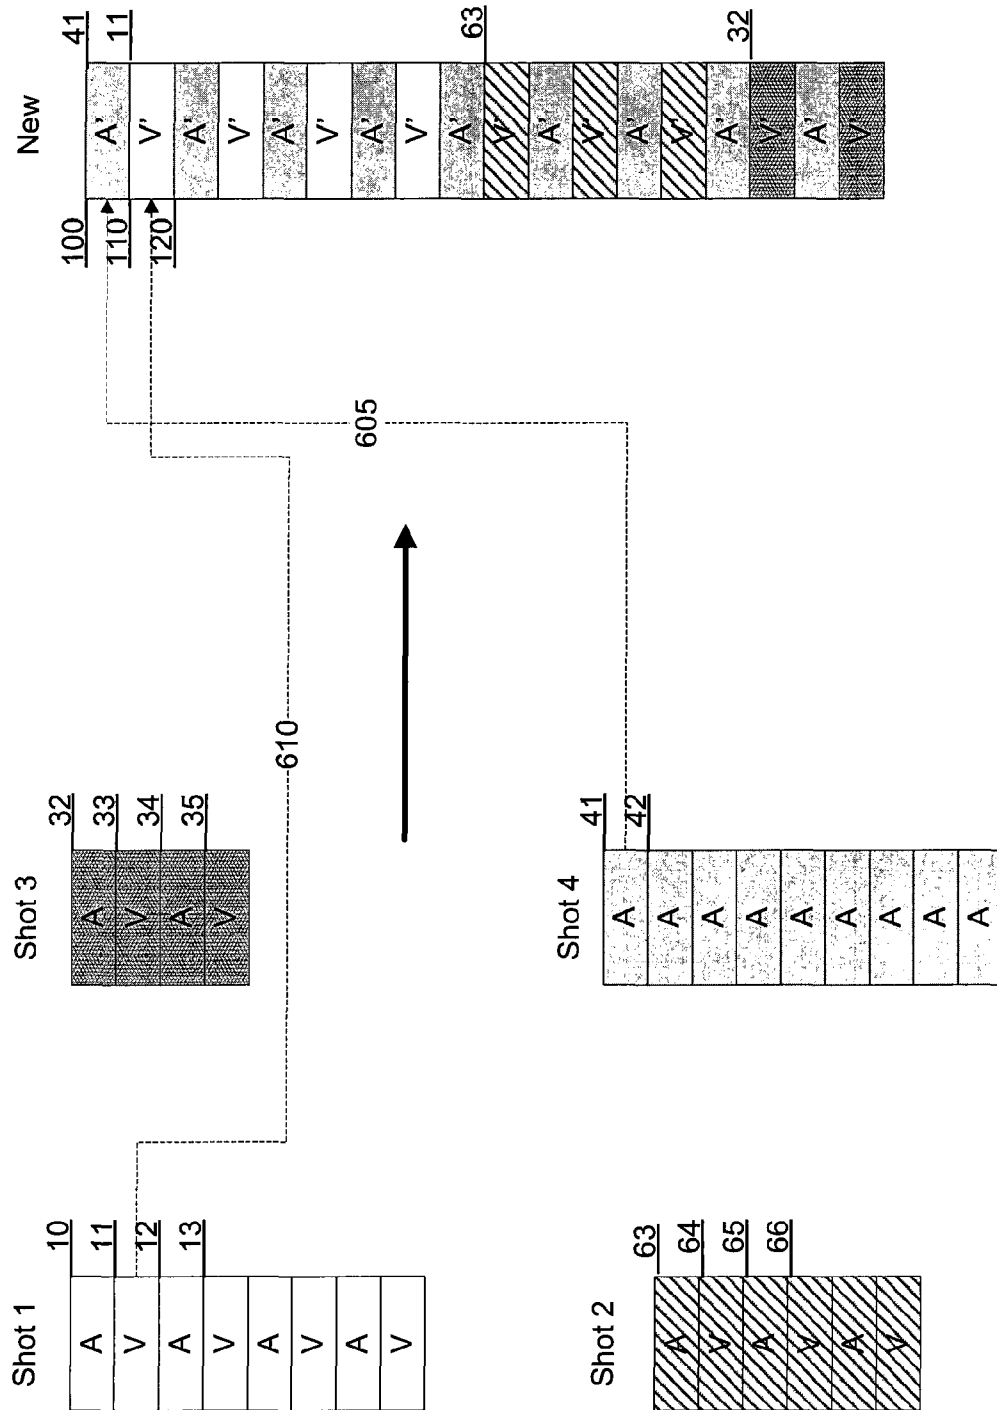 Shot 1
10
11
12
13
A V A V A V A V
Shot 2
63
64
65
66
A V A V A V
Shot 3
32
33
34
35
A V A V
Shot 4
41
42
A A A A A A A A A
610
605
New
100
110
120
41
11
63
32
A' V' A' V' A' V' A' V' A' V' A' V' A' V' A' V' A' V'